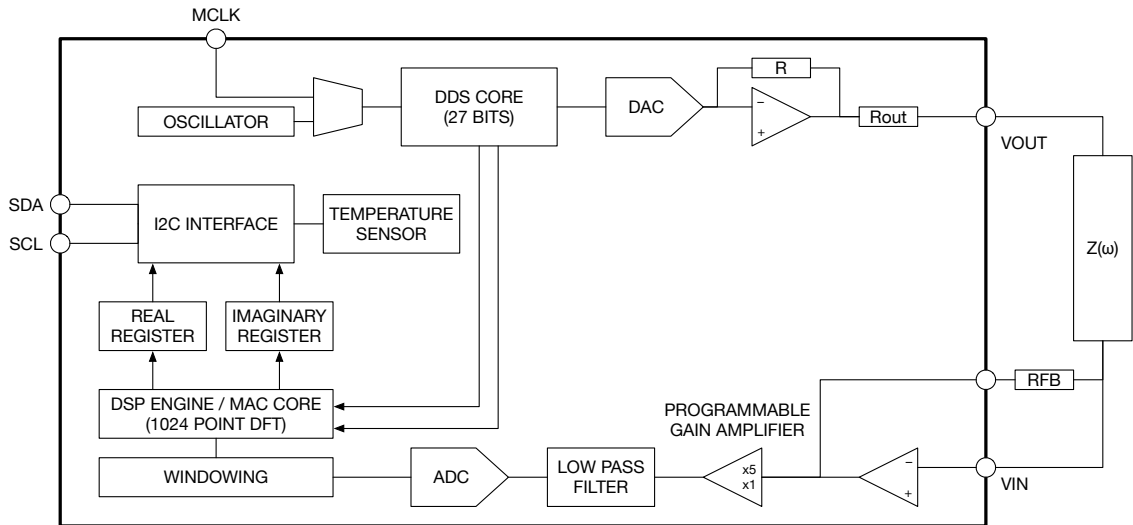 MCLK
OSCILLATOR
DDS CORE
(27 BITS)
DAC
R
−
+
Rout
VOUT
SDA
SCL
I2C INTERFACE
TEMPERATURE
SENSOR
Z(ω)
REAL
REGISTER
IMAGINARY
REGISTER
RFB
DSP ENGINE / MAC CORE
(1024 POINT DFT)
PROGRAMMABLE
GAIN AMPLIFIER
WINDOWING
ADC
LOW PASS
FILTER
x5
x1
−
+
VIN